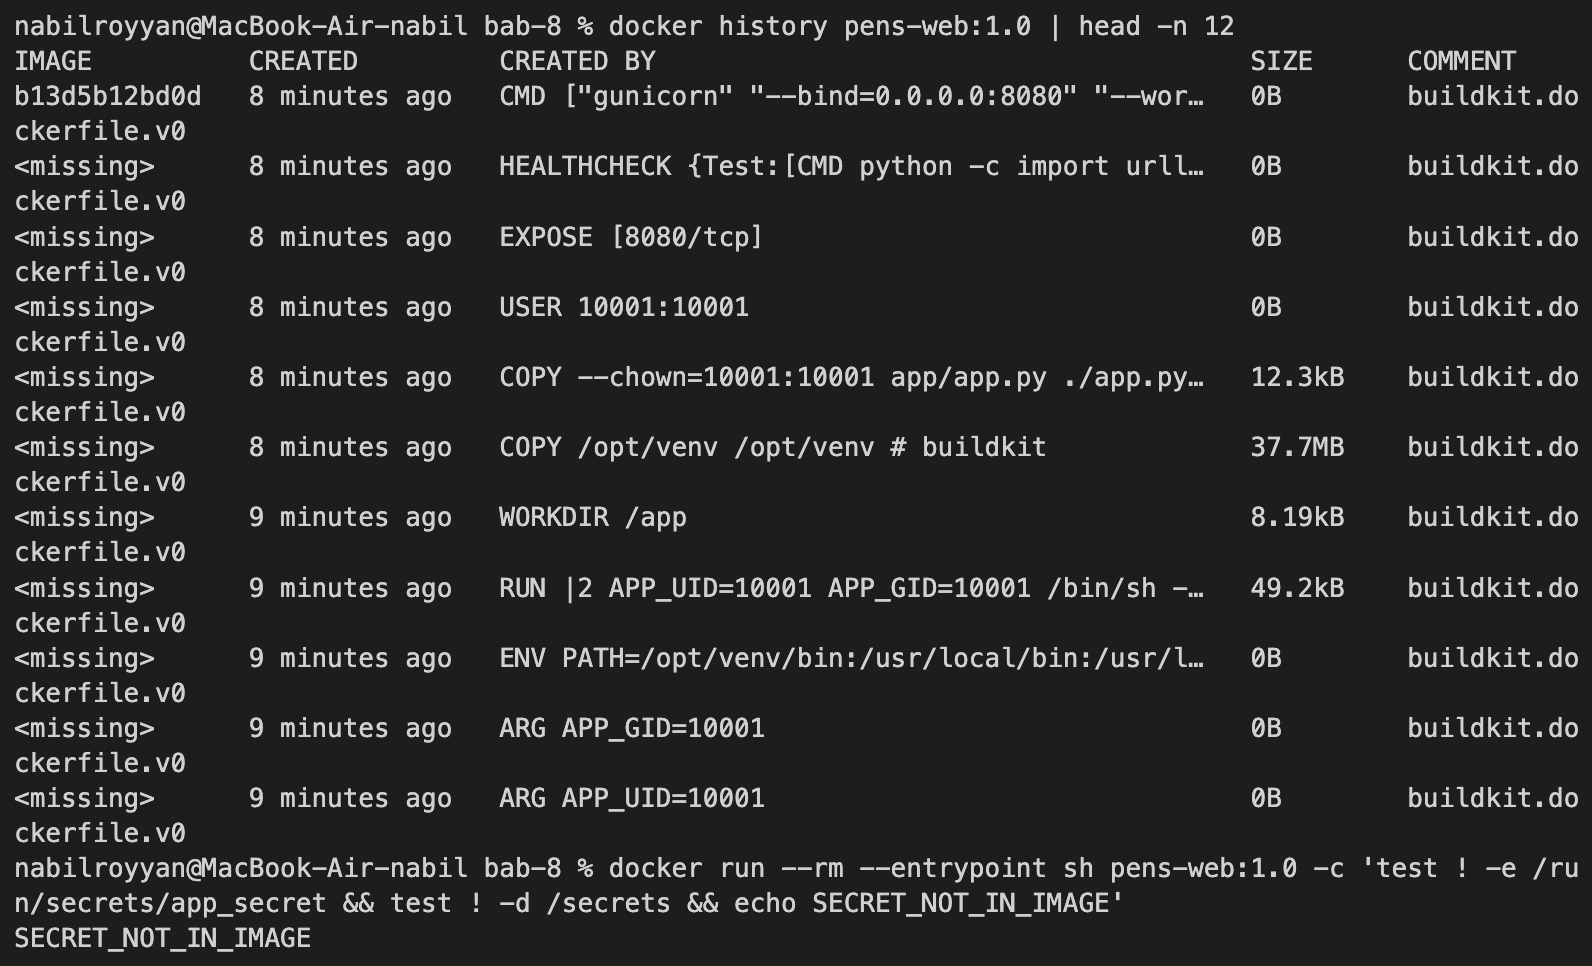 nabilroyyan@MacBook-Air-nabil bab-8 % docker history pens-web:1.0 | head -n 12
IMAGE          CREATED         CREATED BY                                      SIZE      COMMENT
b13d5b12bd0d   8 minutes ago   CMD ["gunicorn" "--bind=0.0.0.0:8080" "--wor…   0B        buildkit.do
ckerfile.v0
<missing>      8 minutes ago   HEALTHCHECK {Test:[CMD python -c import urll…   0B        buildkit.do
ckerfile.v0
<missing>      8 minutes ago   EXPOSE [8080/tcp]                               0B        buildkit.do
ckerfile.v0
<missing>      8 minutes ago   USER 10001:10001                                0B        buildkit.do
ckerfile.v0
<missing>      8 minutes ago   COPY --chown=10001:10001 app/app.py ./app.py…   12.3kB    buildkit.do
ckerfile.v0
<missing>      8 minutes ago   COPY /opt/venv /opt/venv # buildkit             37.7MB    buildkit.do
ckerfile.v0
<missing>      9 minutes ago   WORKDIR /app                                    8.19kB    buildkit.do
ckerfile.v0
<missing>      9 minutes ago   RUN |2 APP_UID=10001 APP_GID=10001 /bin/sh -…   49.2kB    buildkit.do
ckerfile.v0
<missing>      9 minutes ago   ENV PATH=/opt/venv/bin:/usr/local/bin:/usr/l…   0B        buildkit.do
ckerfile.v0
<missing>      9 minutes ago   ARG APP_GID=10001                               0B        buildkit.do
ckerfile.v0
<missing>      9 minutes ago   ARG APP_UID=10001                               0B        buildkit.do
ckerfile.v0
nabilroyyan@MacBook-Air-nabil bab-8 % docker run --rm --entrypoint sh pens-web:1.0 -c 'test ! -e /ru
n/secrets/app_secret && test ! -d /secrets && echo SECRET_NOT_IN_IMAGE'
SECRET_NOT_IN_IMAGE